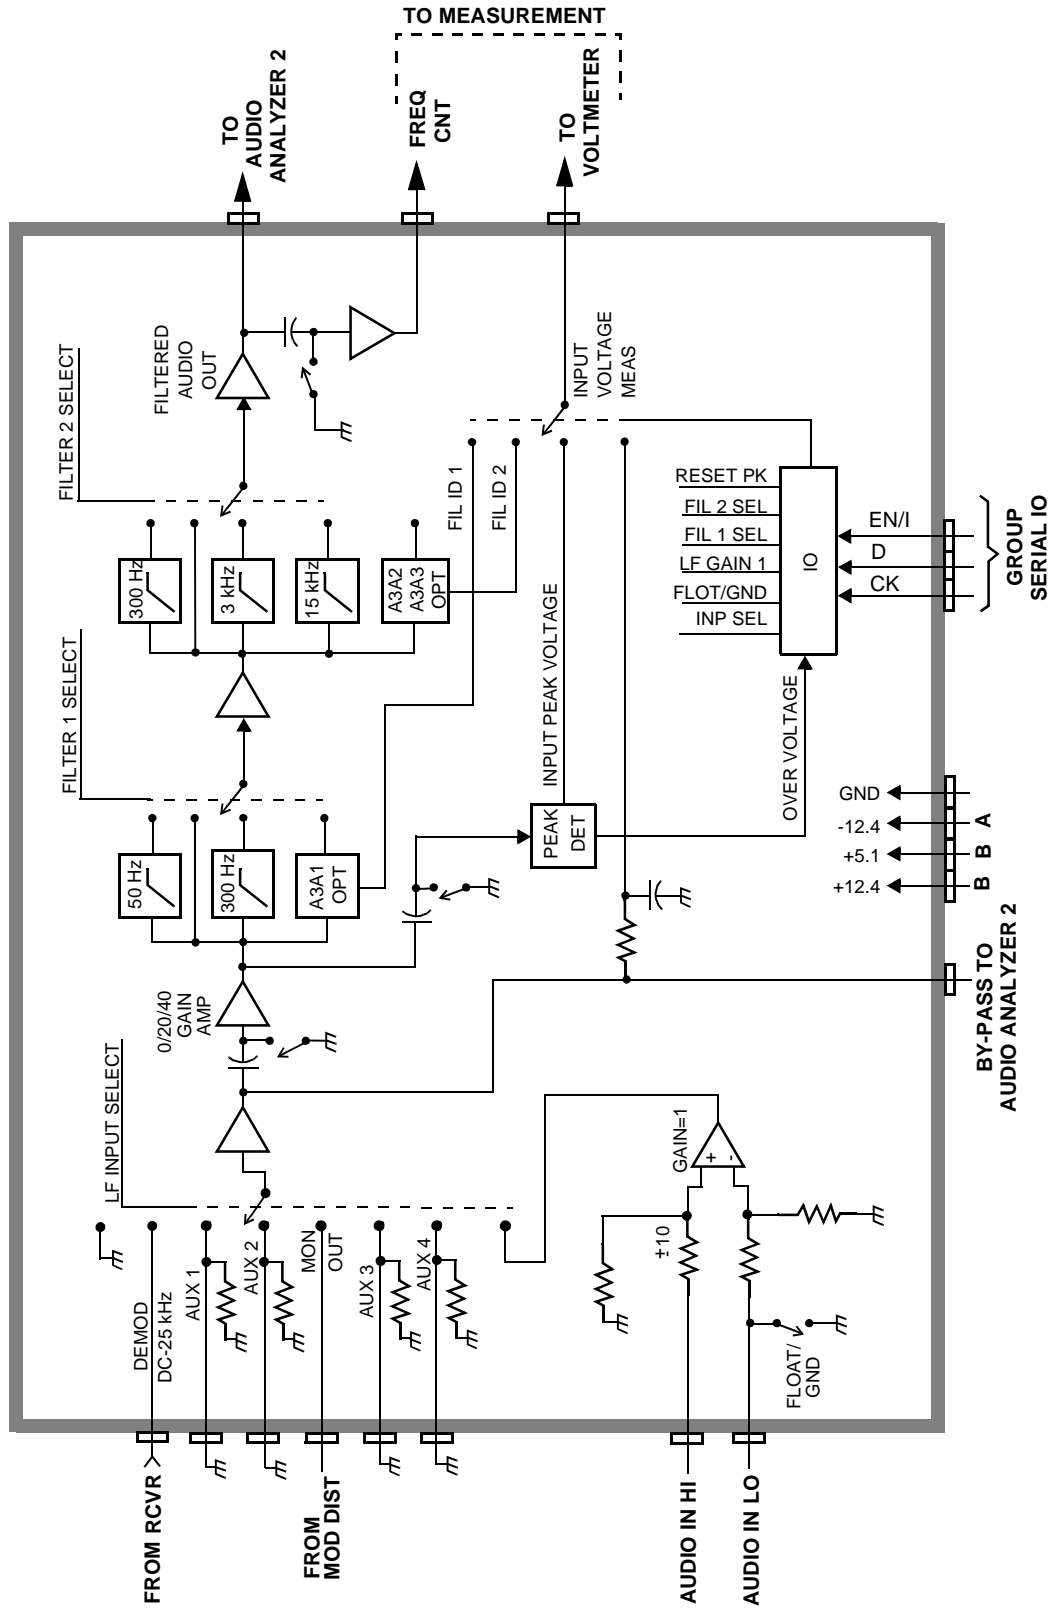 TO MEASUREMENT
TO
AUDIO
ANALYZER 2
FREQ
CNT
TO
VOLTMETER
FILTER 2 SELECT
FILTERED
AUDIO
OUT
INPUT
VOLTAGE
MEAS
300 Hz
3 kHz
15 kHz
A3A2
A3A3
OPT
FIL ID 1
FIL ID 2
RESET PK
FIL 2 SEL
FIL 1 SEL
LF GAIN 1
FLOT/GND
INP SEL
IO
EN/I
D
CK
GROUP
SERIAL IO
FILTER 1 SELECT
INPUT PEAK VOLTAGE
OVER VOLTAGE
50 Hz
300 Hz
A3A1
OPT
PEAK
DET
GND
-12.4
+5.1
+12.4
A
B
B
0/20/40
GAIN
AMP
BY-PASS TO
AUDIO ANALYZER 2
LF INPUT SELECT
GAIN=1
+
-
±10
DEMOD
DC-25 kHz
AUX 1
AUX 2
MON
OUT
AUX 3
AUX 4
FLOAT/
GND
FROM RCVR
FROM
MOD DIST
AUDIO IN HI
AUDIO IN LO